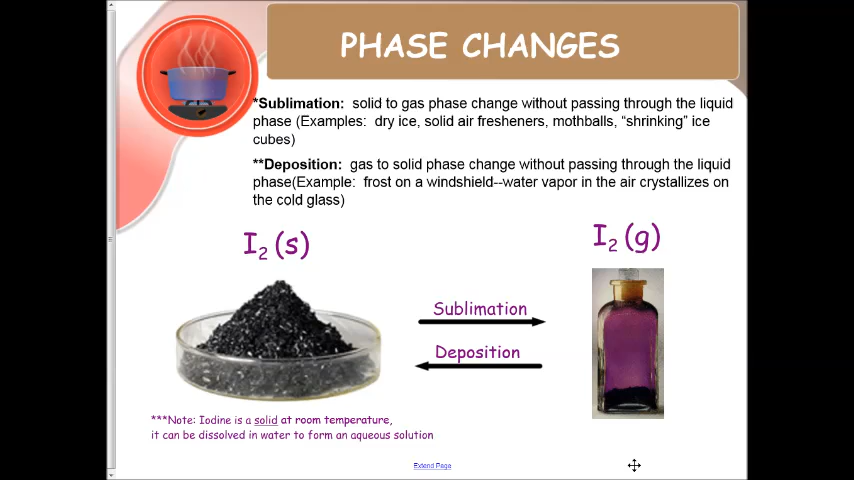 PHASE CHANGES
*Sublimation: solid to gas phase change without passing through the liquid
phase (Examples: dry ice, solid air fresheners, mothballs, “shrinking” ice
cubes)
**Deposition: gas to solid phase change without passing through the liquid
phase(Example: frost on a windshield--water vapor in the air crystallizes on
the cold glass)
I₂ (s)
I₂ (g)
Sublimation
Deposition
***Note: Iodine is a solid at room temperature,
it can be dissolved in water to form an aqueous solution
Extend Page